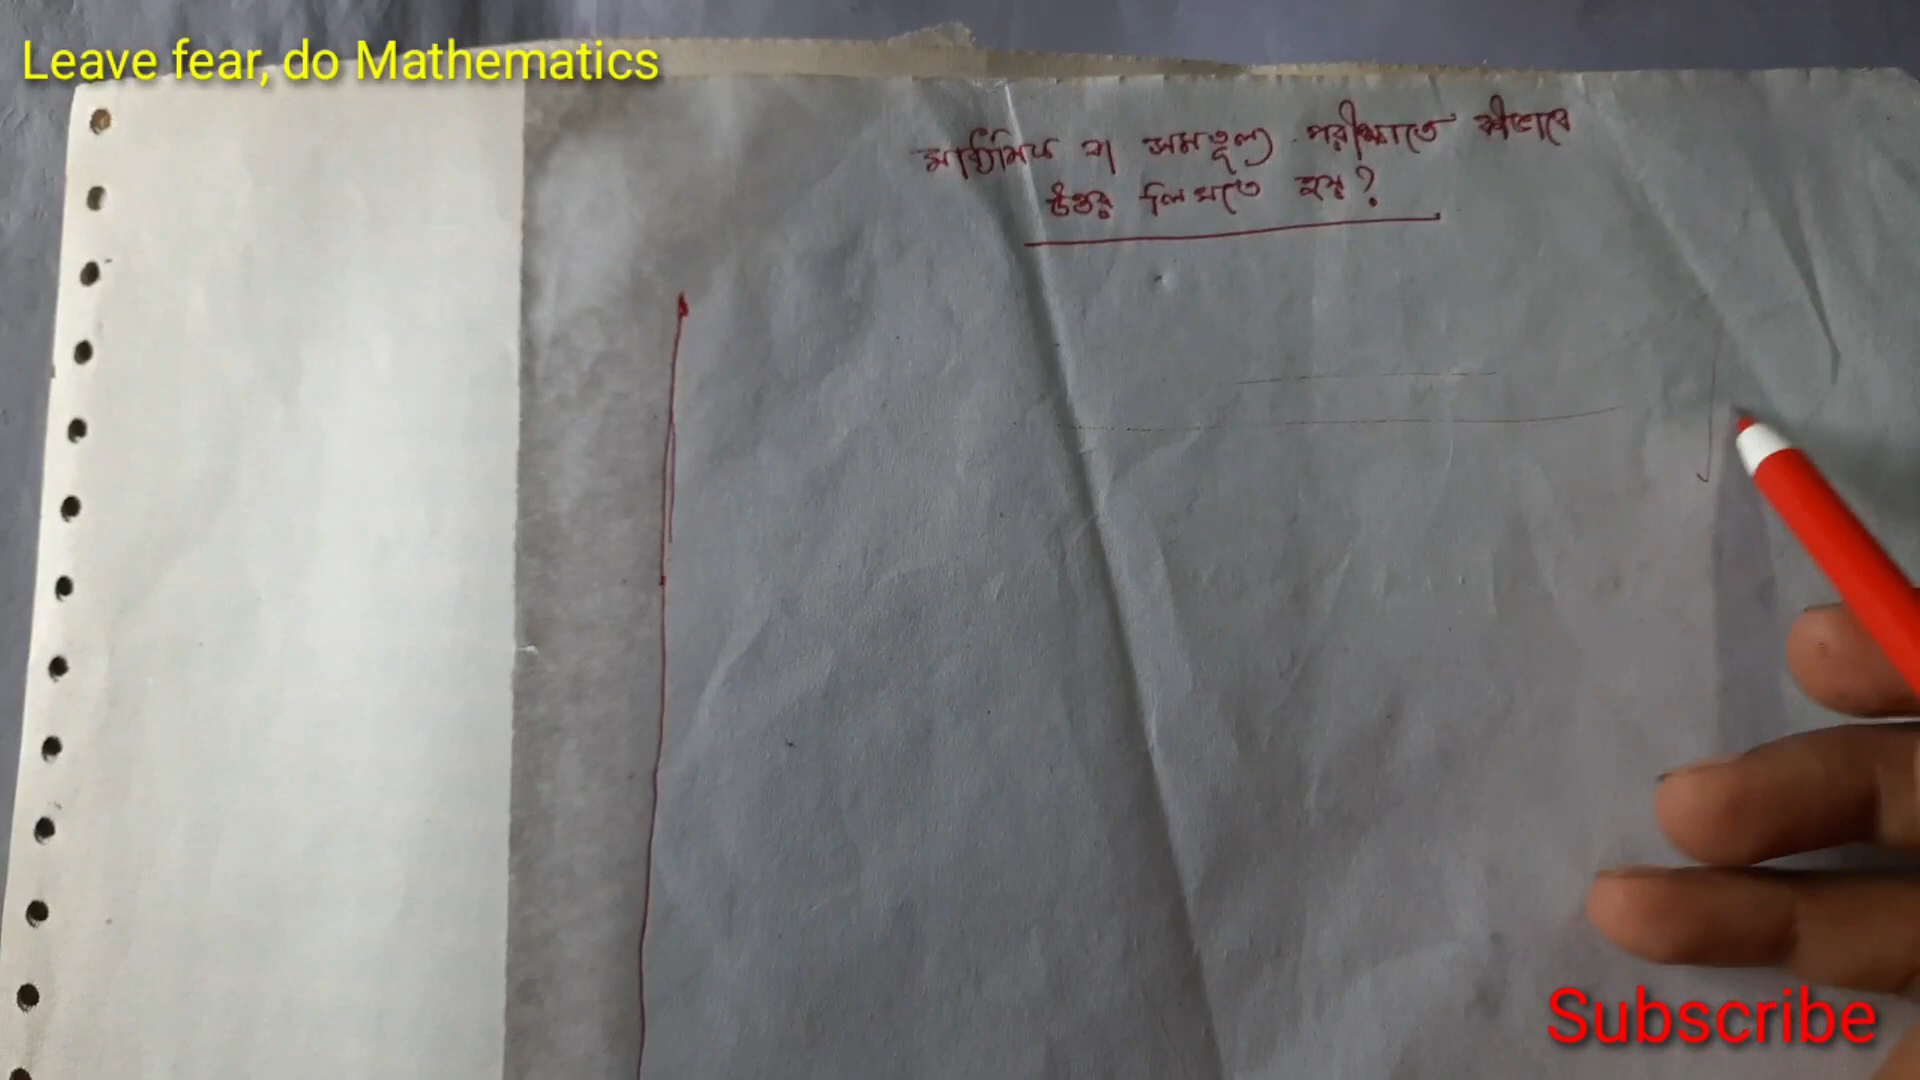 Leave fear, do Mathematics
মাধ্যমিক বা সমতুল্য পরীক্ষাতে কীভাবে
উত্তর লিখতে হয়?
Subscribe